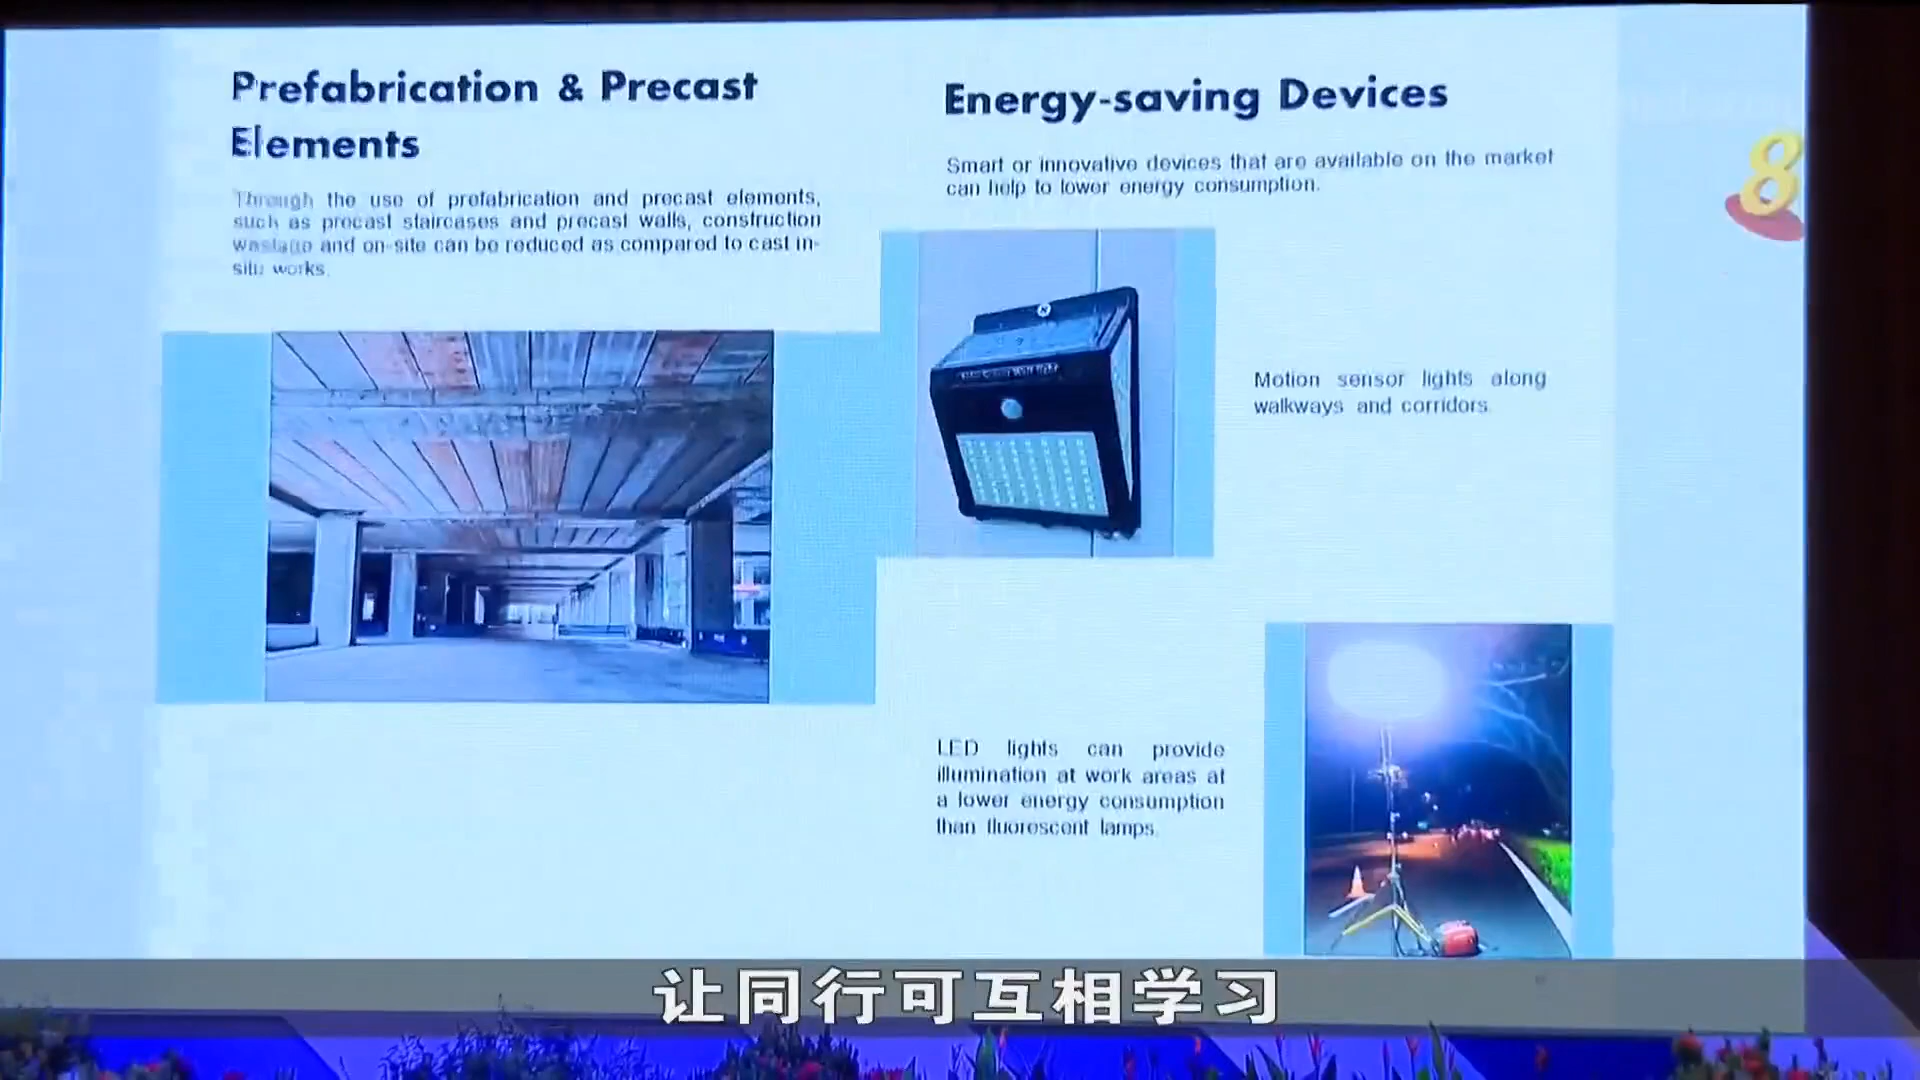 Prefabrication & Precast
Elements
Through the use of prefabrication and precast elements,
such as precast staircases and precast walls, construction
wastage and on-site can be reduced as compared to cast in-
situ works.
Energy-saving Devices
Smart or innovative devices that are available on the market
can help to lower energy consumption.
8
Motion sensor lights along
walkways and corridors.
LED lights can provide
illumination at work areas at
a lower energy consumption
than fluorescent lamps.
让同行可互相学习